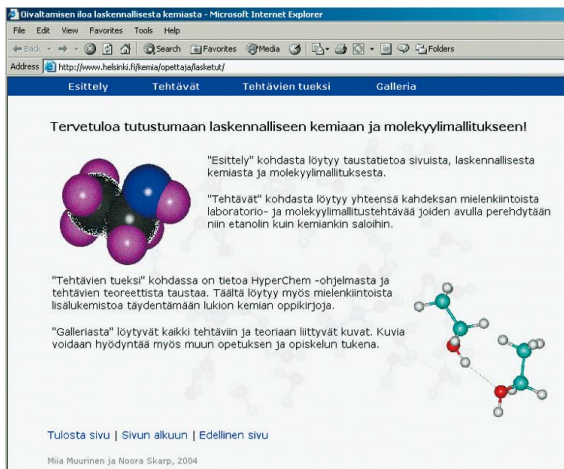 Oivaltamisen iloa laskennallisesta kemiasta - Microsoft Internet Explorer
File Edit View Favorites Tools Help
Back Search Favorites Media Folders
Address http://www.helsinki.fi/kemia/opettaja/lasketut/
Esittely Tehtävät Tehtävien tueksi Galleria
Tervetuloa tutustumaan laskennalliseen kemiaan ja molekyylimallitukseen!
"Esittely" kohdasta löytyy taustatietoa sivuista, laskennallisesta
kemiasta ja molekyylimallituksesta.
"Tehtävät" kohdasta löytyy yhteensä kahdeksan mielenkiintoista
laboratorio- ja molekyylimallitustehtävää joiden avulla perehdytään
niin etanolin kuin kemiankin saloihin.
"Tehtävien tueksi" kohdassa on tietoa HyperChem -ohjelmasta ja
tehtävien teoreettista taustaa. Täältä löytyy myös mielenkiintoista
lisälukemistoa täydentämään lukion kemian oppikirjoja.
"Galleriasta" löytyvät kaikki tehtäviin ja teoriaan liittyvät kuvat. Kuvia
voidaan hyödyntää myös muun opetuksen ja opiskelun tukena.
Tulosta sivu | Sivun alkuun | Edellinen sivu
Miia Muurinen ja Noora Skarp, 2004